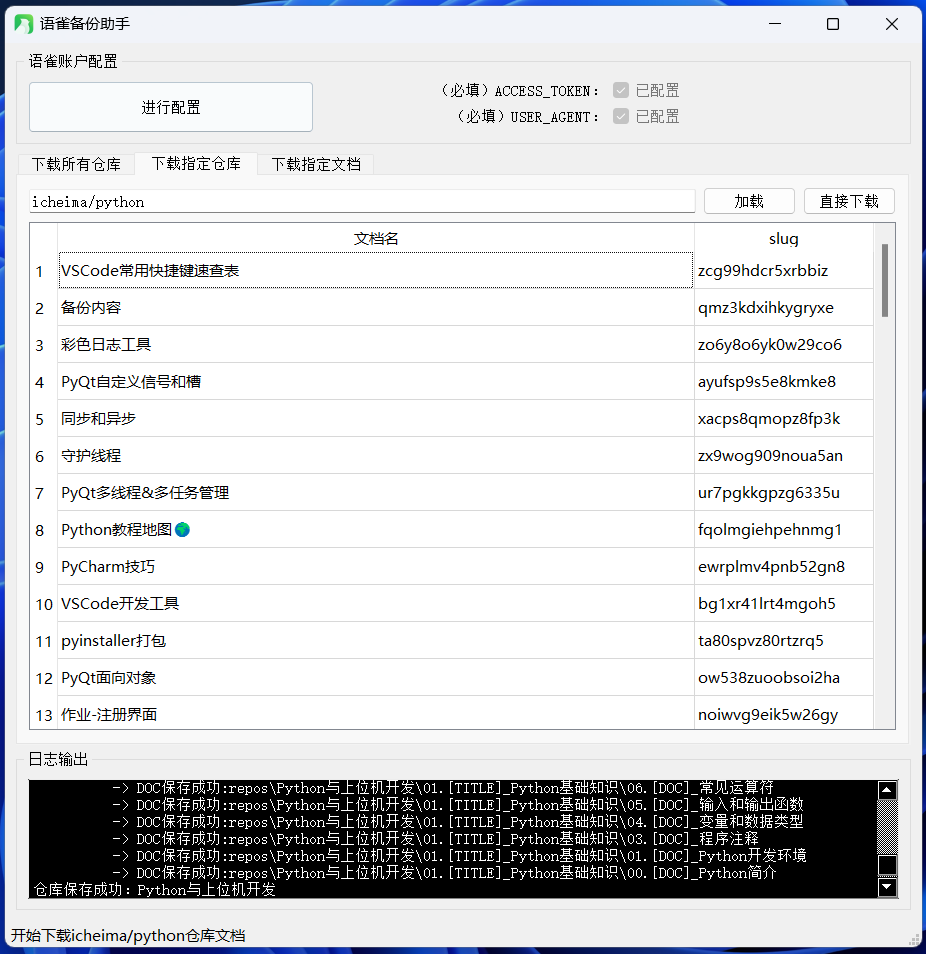 语雀备份助手
语雀账户配置
进行配置
（必填）ACCESS_TOKEN： 已配置
（必填）USER_AGENT： 已配置
下载所有仓库 下载指定仓库 下载指定文档
icheima/python 加载 直接下载
文档名 slug
1 VSCode常用快捷键速查表 zcg99hdcr5xrbbiz
2 备份内容 qmz3kdxihkygryxe
3 彩色日志工具 zo6y8o6yk0w29co6
4 PyQt自定义信号和槽 ayufsp9s5e8kmke8
5 同步和异步 xacps8qmopz8fp3k
6 守护线程 zx9wog909noua5an
7 PyQt多线程&多任务管理 ur7pgkkgpzg6335u
8 Python教程地图🌍 fqolmgiehpehnmg1
9 PyCharm技巧 ewrplmv4pnb52gn8
10 VSCode开发工具 bg1xr41lrt4mgoh5
11 pyinstaller打包 ta80spvz80rtzrq5
12 PyQt面向对象 ow538zuoobsoi2ha
13 作业-注册界面 noiwvg9eik5w26gy
日志输出
-> DOC保存成功:repos\Python与上位机开发\01.[TITLE]_Python基础知识\06.[DOC]_常见运算符
-> DOC保存成功:repos\Python与上位机开发\01.[TITLE]_Python基础知识\05.[DOC]_输入和输出函数
-> DOC保存成功:repos\Python与上位机开发\01.[TITLE]_Python基础知识\04.[DOC]_变量和数据类型
-> DOC保存成功:repos\Python与上位机开发\01.[TITLE]_Python基础知识\03.[DOC]_程序注释
-> DOC保存成功:repos\Python与上位机开发\01.[TITLE]_Python基础知识\01.[DOC]_Python开发环境
-> DOC保存成功:repos\Python与上位机开发\01.[TITLE]_Python基础知识\00.[DOC]_Python简介
仓库保存成功：Python与上位机开发
开始下载icheima/python仓库文档